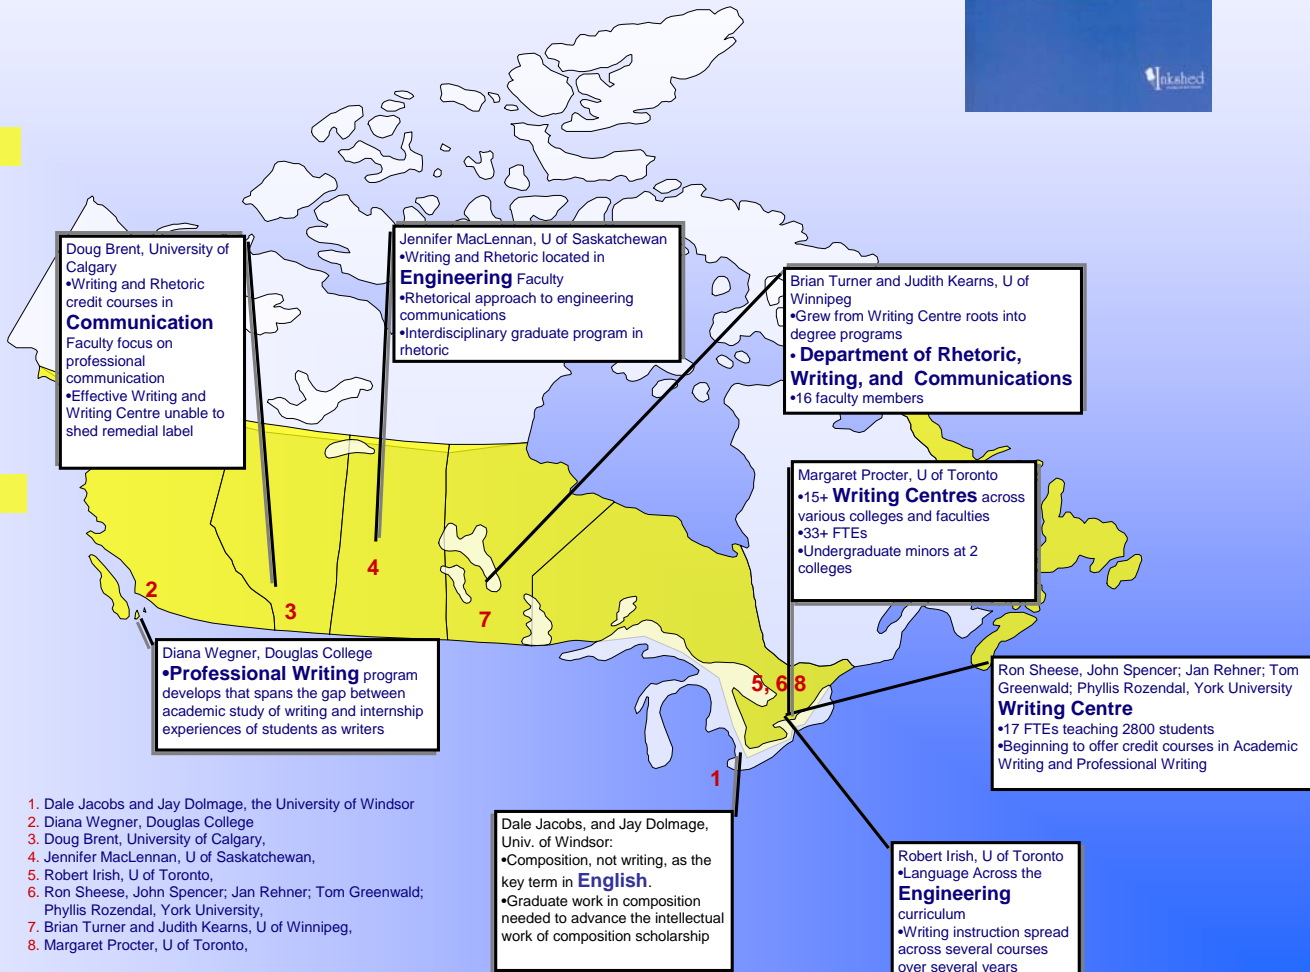 Inkshed
Doug Brent, University of
Calgary
•Writing and Rhetoric
credit courses in
Communication
Faculty focus on
professional
communication
•Effective Writing and
Writing Centre unable to
shed remedial label
Jennifer MacLennan, U of Saskatchewan
•Writing and Rhetoric located in
Engineering Faculty
•Rhetorical approach to engineering
communications
•Interdisciplinary graduate program in
rhetoric
Brian Turner and Judith Kearns, U of
Winnipeg
•Grew from Writing Centre roots into
degree programs
• Department of Rhetoric,
Writing, and Communications
•16 faculty members
Margaret Procter, U of Toronto
•15+ Writing Centres across
various colleges and faculties
•33+ FTEs
•Undergraduate minors at 2
colleges
2
3
4
7
5, 6 8
1
Diana Wegner, Douglas College
•Professional Writing program
develops that spans the gap between
academic study of writing and internship
experiences of students as writers
Ron Sheese, John Spencer; Jan Rehner; Tom
Greenwald; Phyllis Rozendal, York University
Writing Centre
•17 FTEs teaching 2800 students
•Beginning to offer credit courses in Academic
Writing and Professional Writing
1. Dale Jacobs and Jay Dolmage, the University of Windsor
2. Diana Wegner, Douglas College
3. Doug Brent, University of Calgary,
4. Jennifer MacLennan, U of Saskatchewan,
5. Robert Irish, U of Toronto,
6. Ron Sheese, John Spencer; Jan Rehner; Tom Greenwald;
Phyllis Rozendal, York University,
7. Brian Turner and Judith Kearns, U of Winnipeg,
8. Margaret Procter, U of Toronto,
Dale Jacobs, and Jay Dolmage,
Univ. of Windsor:
•Composition, not writing, as the
key term in English.
•Graduate work in composition
needed to advance the intellectual
work of composition scholarship
Robert Irish, U of Toronto
•Language Across the
Engineering
curriculum
•Writing instruction spread
across several courses
over several years